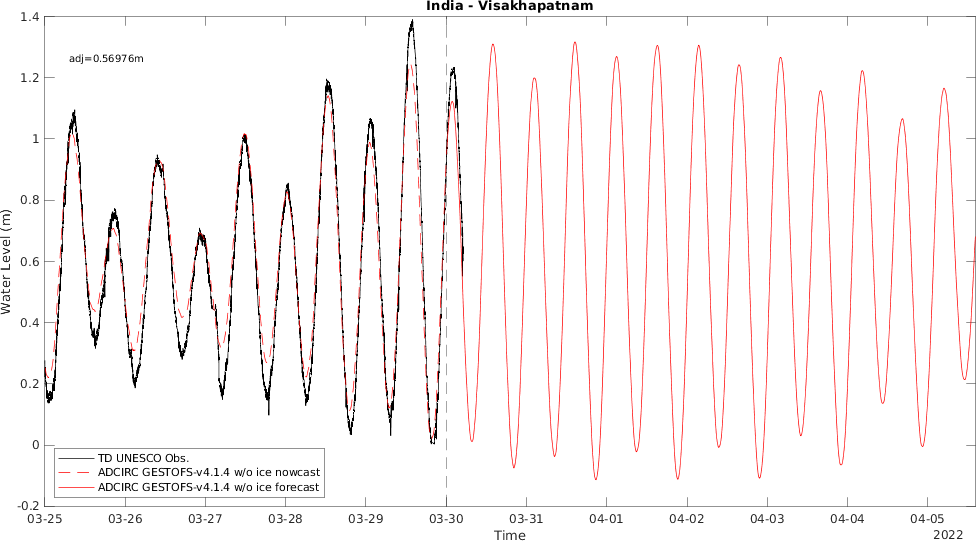 India - Visakhapatnam
adj=0.56976m
1.4
1.2
1
0.8
0.6
0.4
0.2
0
-0.2
Water Level (m)
TD UNESCO Obs.
ADCIRC GESTOFS-v4.1.4 w/o ice nowcast
ADCIRC GESTOFS-v4.1.4 w/o ice forecast
03-25 03-26 03-27 03-28 03-29 03-30 03-31 04-01 04-02 04-03 04-04 04-05
Time
2022